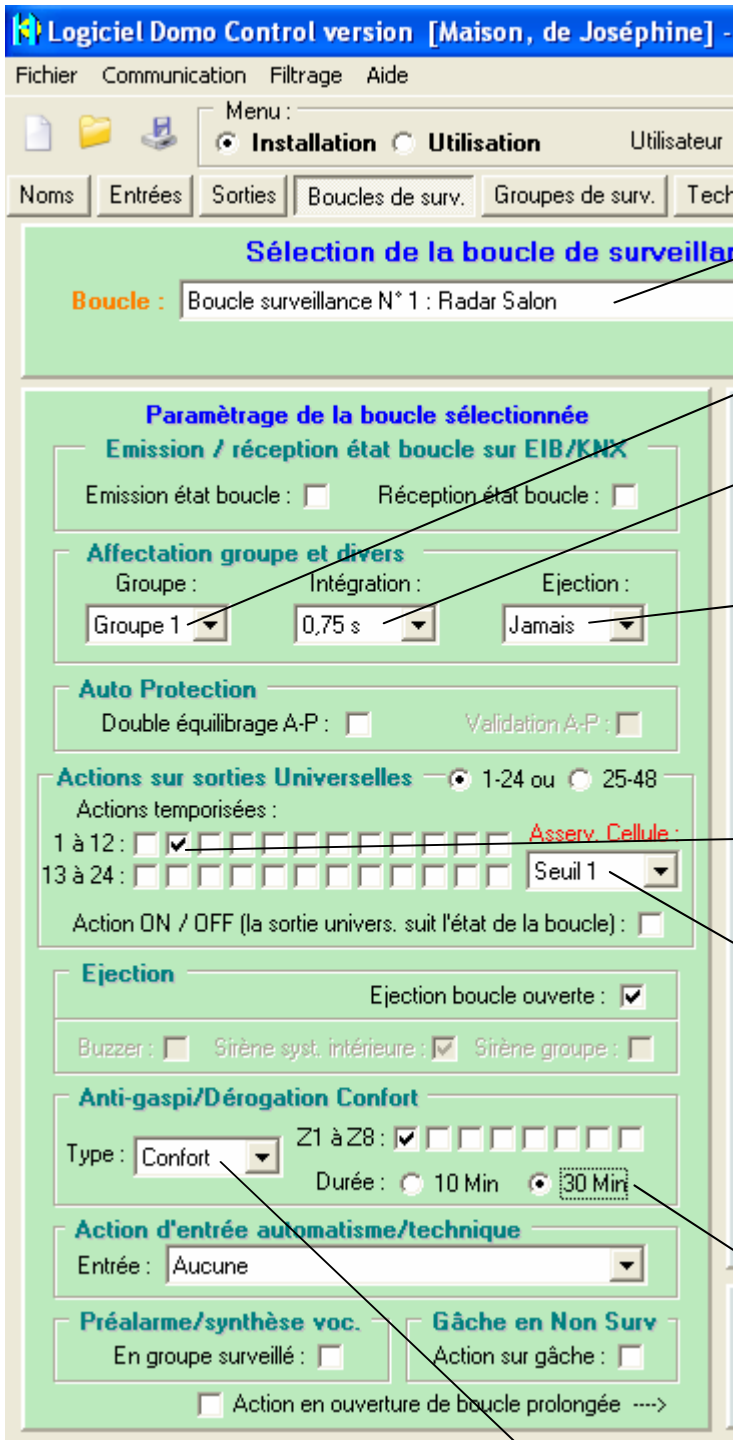 Logiciel Domo Control version [Maison, de Joséphine] -
Fichier Communication Filtrage Aide
Menu :
Installation Utilisation Utilisateur
Noms Entrées Sorties Boucles de surv. Groupes de surv. Tech
Sélection de la boucle de surveillan
Boucle : Boucle surveillance N° 1 : Radar Salon
Paramètrage de la boucle sélectionnée
Emission / réception état boucle sur EIB/KNX
Emission état boucle : Réception état boucle :
Affectation groupe et divers
Groupe : Intégration : Ejection :
Groupe 1 0,75 s Jamais
Auto Protection
Double équilibrage A-P : Validation A-P :
Actions sur sorties Universelles 1-24 ou 25-48
Actions temporisées :
1 à 12 : Asserv. Cellule :
13 à 24 : Seuil 1
Action ON / OFF (la sortie univers. suit l'état de la boucle) :
Ejection
Ejection boucle ouverte :
Buzzer : Sirène syst. intérieure : Sirène groupe :
Anti-gaspi/Dérogation Confort
Type : Confort Z1 à Z8 :
Durée : 10 Min 30 Min
Action d'entrée automatisme/technique
Entrée : Aucune
Préalarme/synthèse voc. Gâche en Non Surv
En groupe surveillé : Action sur gâche :
Action en ouverture de boucle prolongée ---->